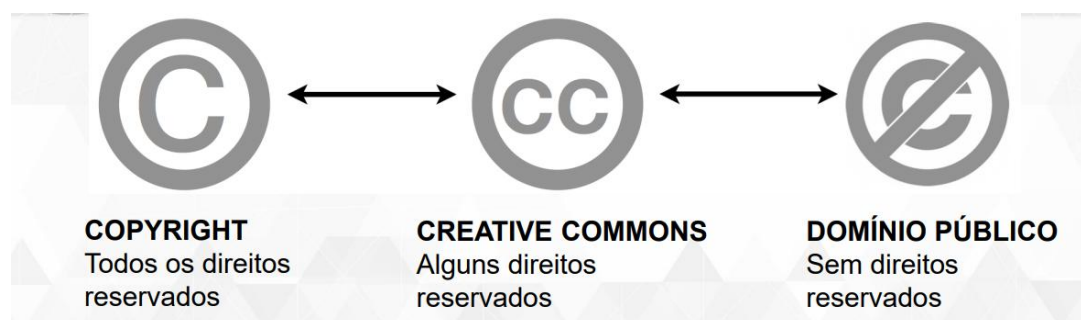 C
CC
C
COPYRIGHT
Todos os direitos
reservados
CREATIVE COMMONS
Alguns direitos
reservados
DOMÍNIO PÚBLICO
Sem direitos
reservados